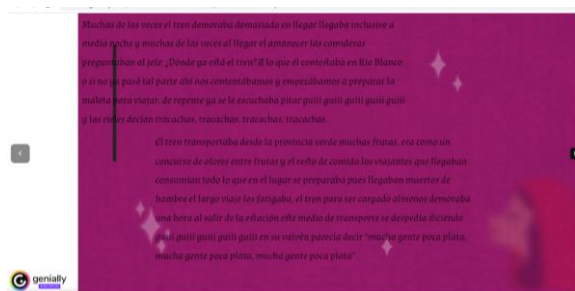 Muchas de las veces el tren demoraba demasiado en llegar llegaba inclusive a
media noche y muchas de las veces al llegar el amanecer las comideras
preguntaban al jefe ¿Dónde ya está el tren? A lo que él contestaba en Río Blanco
o si no ya pasó tal parte ahí nos contentábamos y empezábamos a preparar la
maleta para viajar, de repente ya se le escuchaba pitar guiii guiii guiii guiii guiii
y las rieles decían tracachas, tracachas, tracachas, tracachas.
El tren transportaba desde la provincia verde muchas frutas, era como un
concurso de olores entre frutas y el resto de comida los viajantes que llegaban
consumían todo lo que en el lugar se preparaba pues llegaban muertos de
hambre el largo viaje los fatigaba, el tren para ser cargado almenos demoraba
una hora al salir de la estación este medio de transporte se despedía diciendo
guiii guiii guiii guiii guiii en su vaivén parecía decir "mucha gente poca plata,
mucha gente poca plata, mucha gente poca plata".
genially